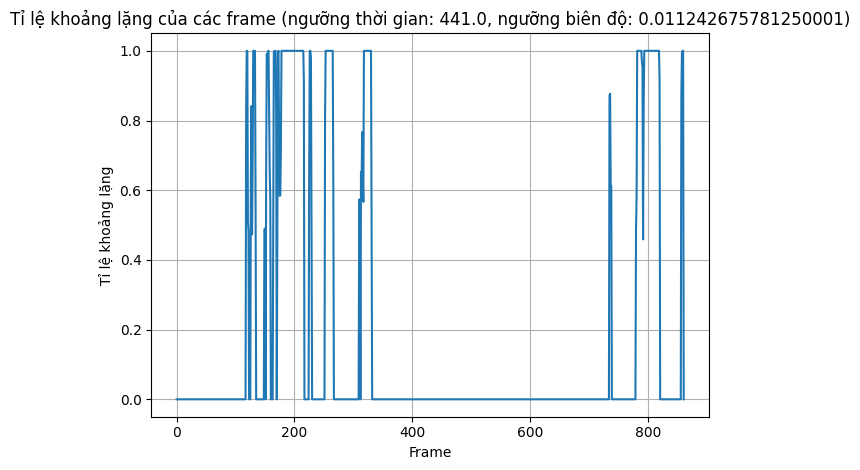 Tỉ lệ khoảng lặng của các frame (ngưỡng thời gian: 441.0, ngưỡng biên độ: 0.011242675781250001)
1.0
0.8
0.6
0.4
0.2
0.0
Tỉ lệ khoảng lặng
0 200 400 600 800
Frame